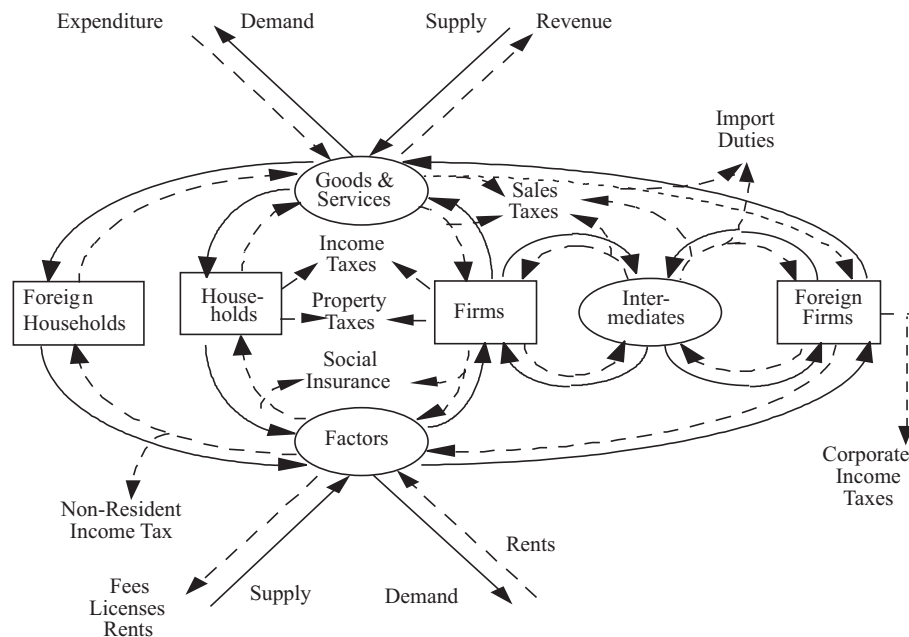 Expenditure
Demand
Supply
Revenue
Import
Duties
Goods &
Services
Sales
Taxes
Income
Taxes
Foreign
Households
House-
holds
Property
Taxes
Firms
Inter-
mediates
Foreign
Firms
Social
Insurance
Factors
Corporate
Income
Taxes
Non-Resident
Income Tax
Rents
Fees
Licenses
Rents
Supply
Demand